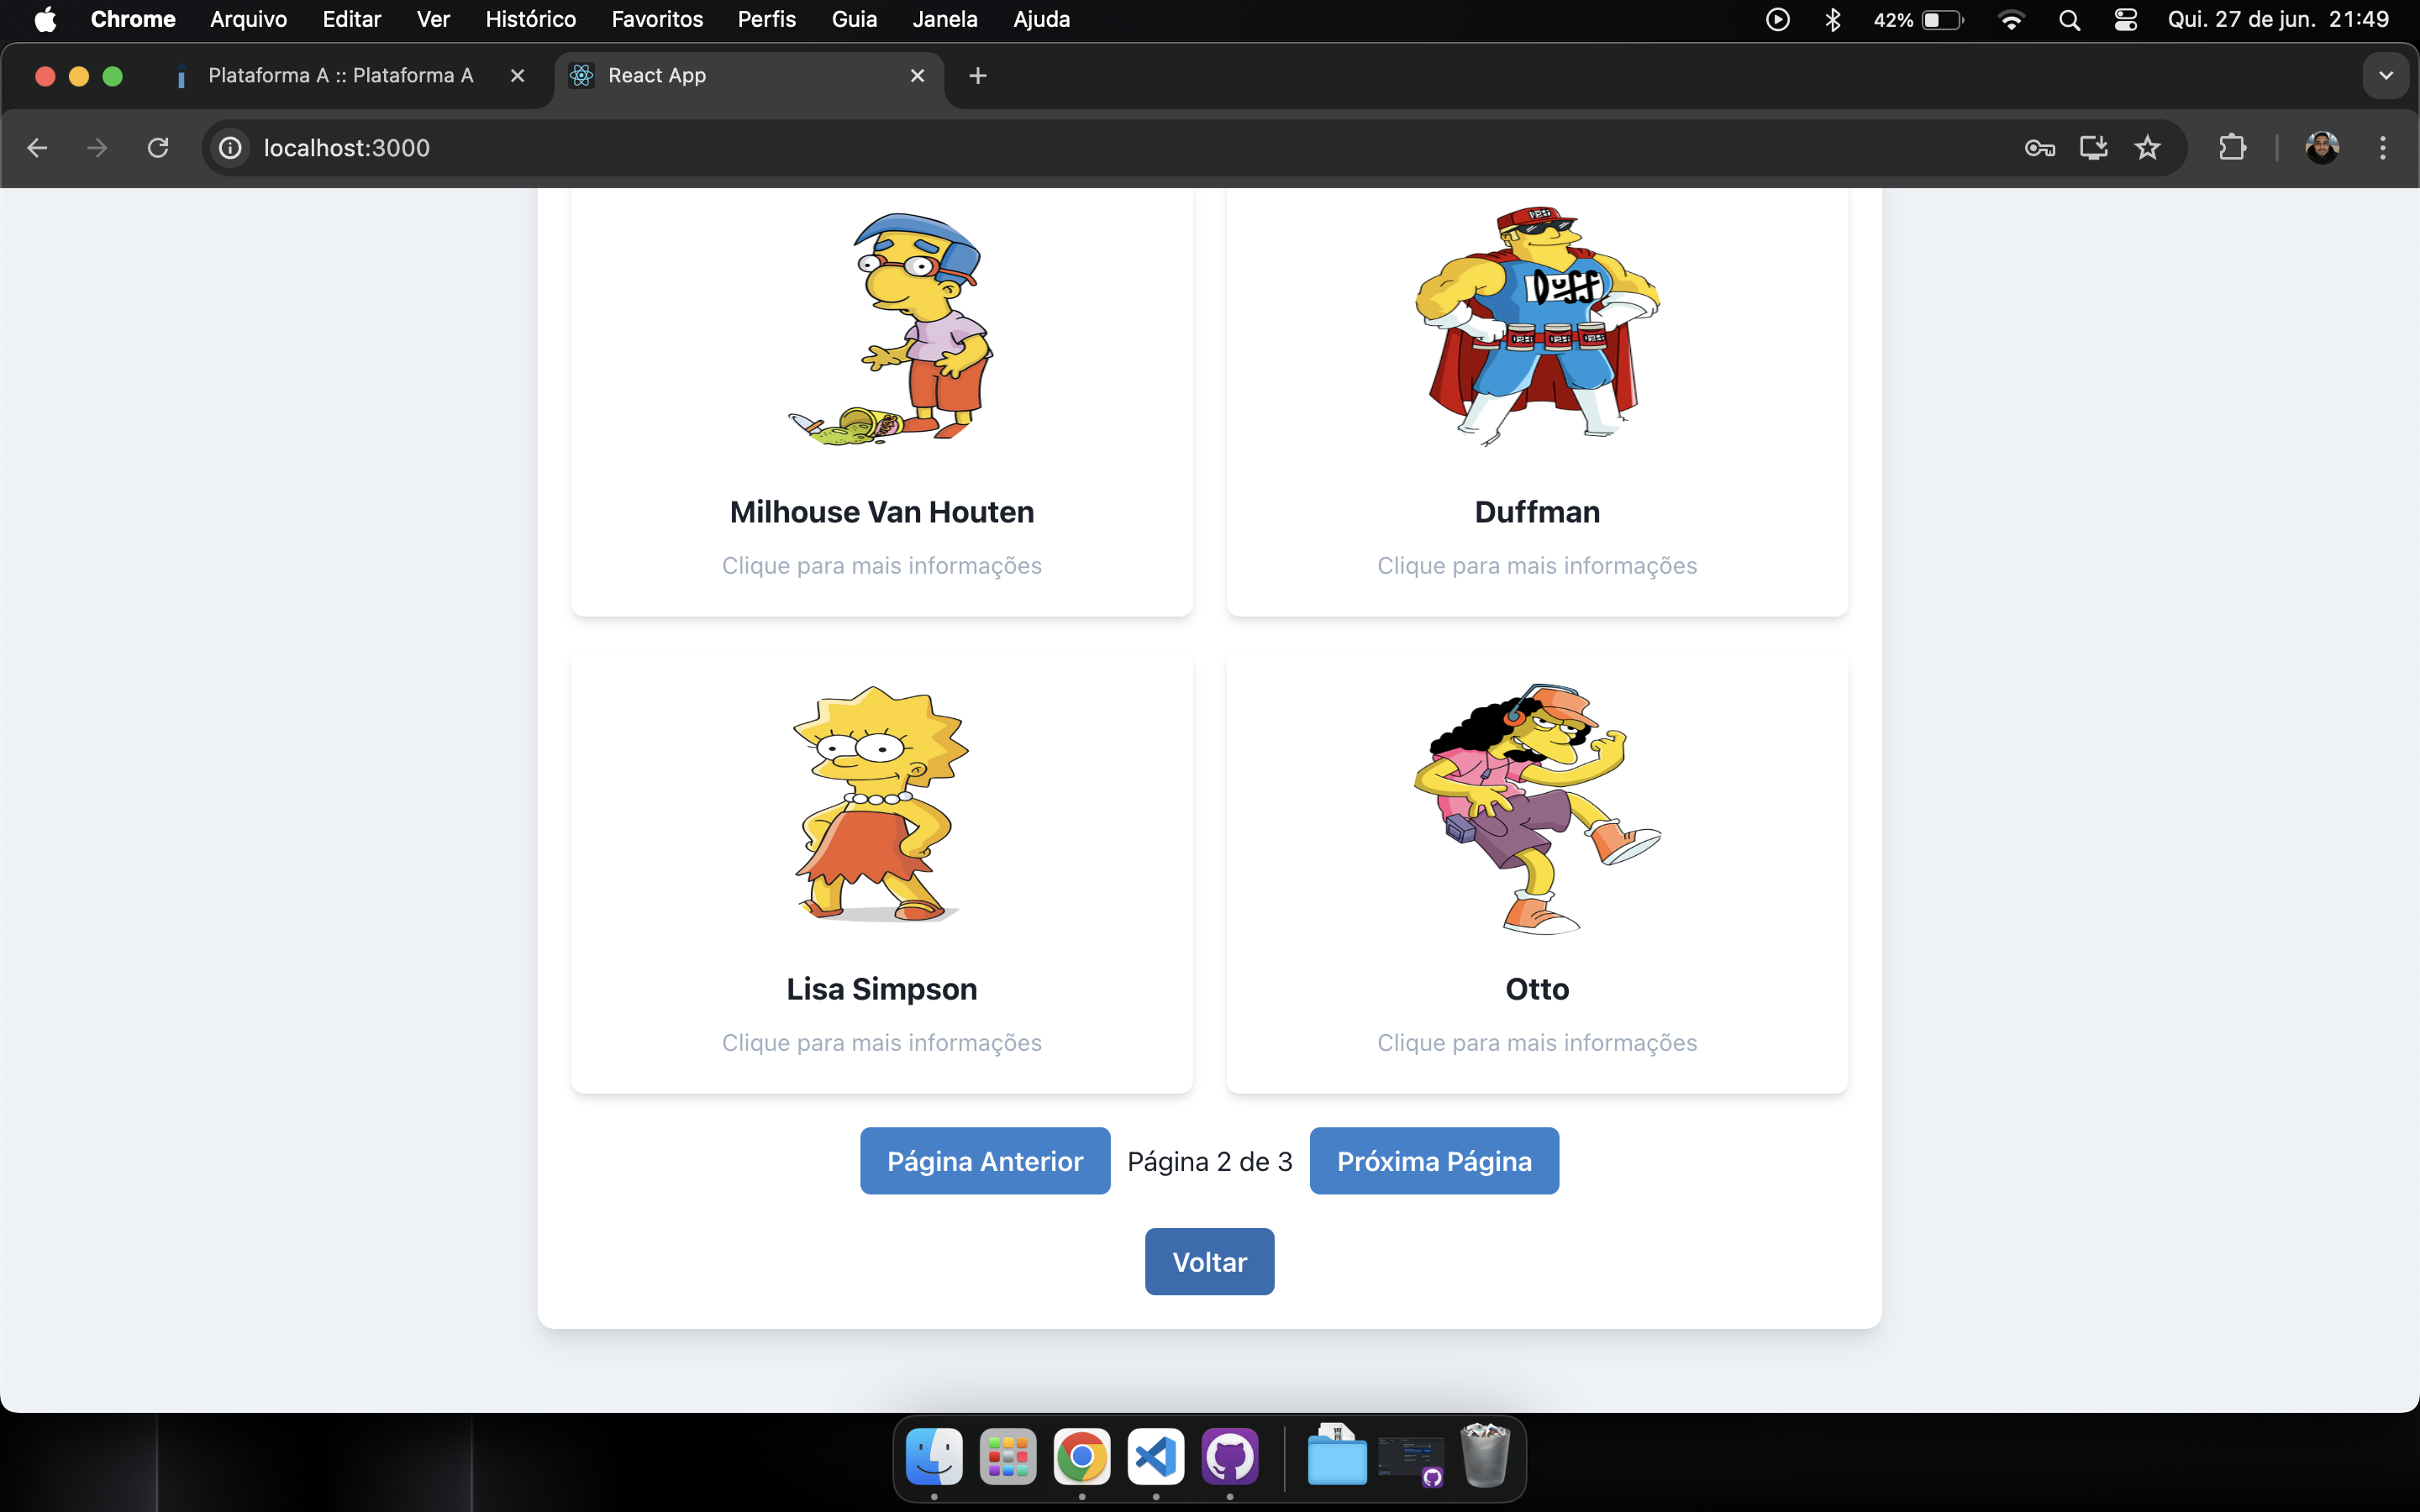 Chrome Arquivo Editar Ver Histórico Favoritos Perfis Guia Janela Ajuda 42% Qui. 27 de jun. 21:49
Plataforma A :: Plataforma A React App
localhost:3000
Duff
Milhouse Van Houten Duffman
Clique para mais informações Clique para mais informações
Lisa Simpson Otto
Clique para mais informações Clique para mais informações
Página Anterior Página 2 de 3 Próxima Página
Voltar